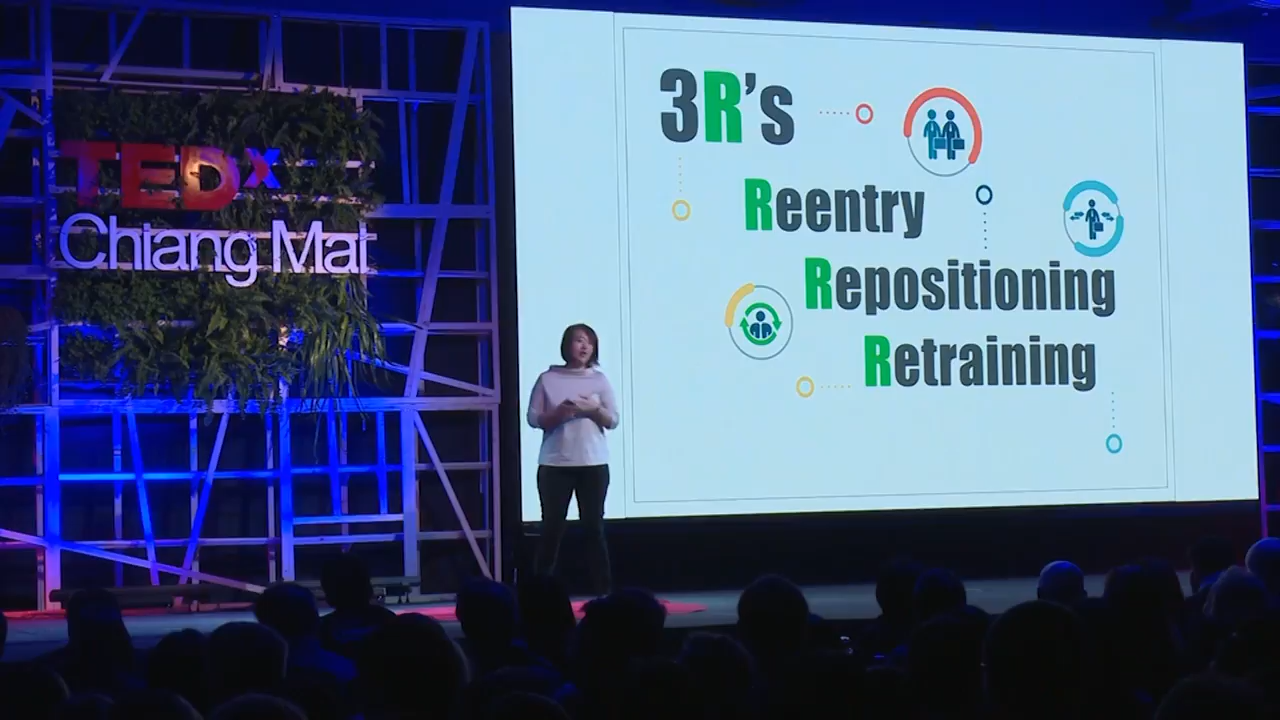 TEDx
Chiang Mai
3R's
Reentry
Repositioning
Retraining